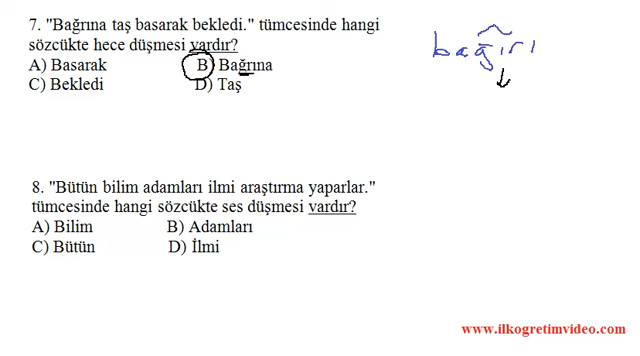 7. "Bağrına taş basarak bekledi." tümcesinde hangi
sözcükte hece düşmesi vardır?
A) Basarak B) Bağrına
C) Bekledi D) Taş
bağırı
8. "Bütün bilim adamları ilmi araştırma yaparlar."
tümcesinde hangi sözcükte ses düşmesi vardır?
A) Bilim B) Adamları
C) Bütün D) İlmi
www.ilkogretimvideo.com